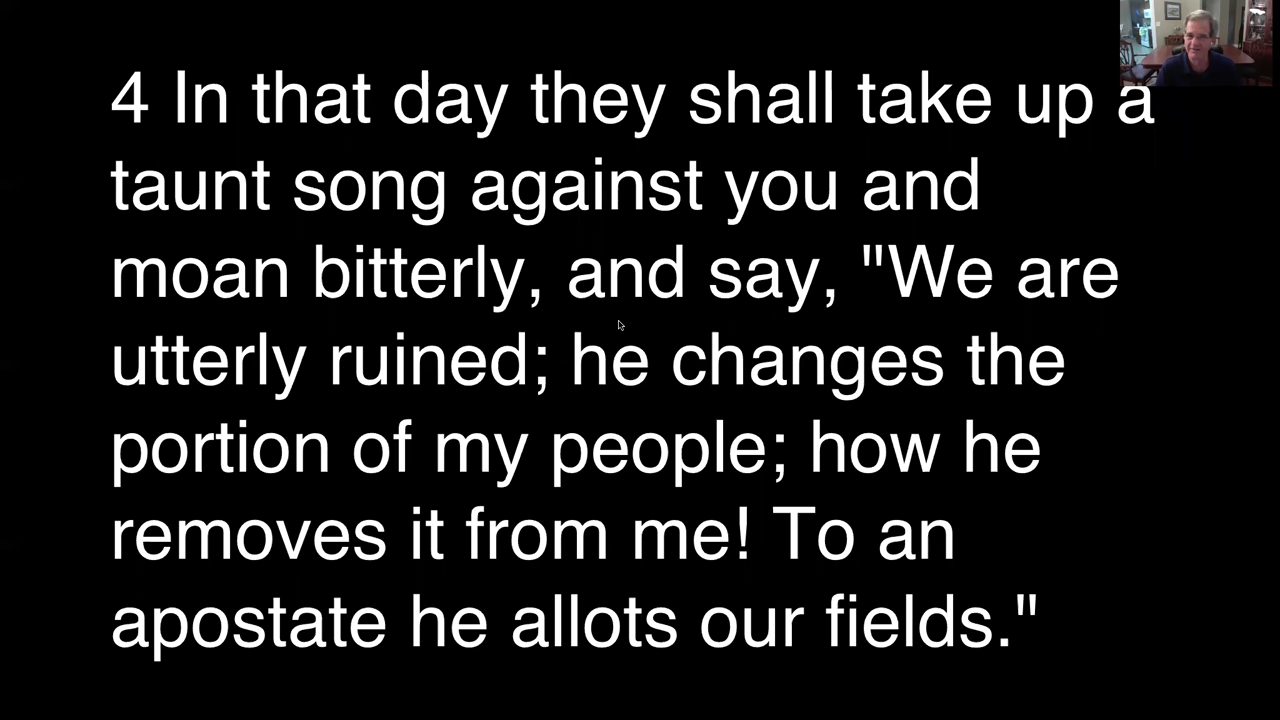 4 In that day they shall take up a
taunt song against you and
moan bitterly, and say, "We are
utterly ruined; he changes the
portion of my people; how he
removes it from me! To an
apostate he allots our fields."